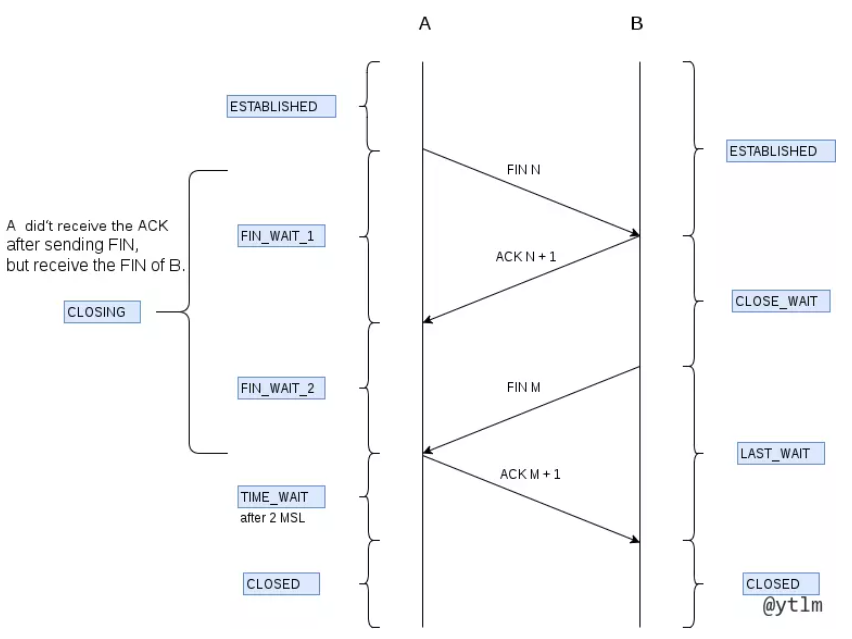 A B
ESTABLISHED
ESTABLISHED
FIN N
A did't receive the ACK
after sending FIN,
but receive the FIN of B.
FIN_WAIT_1
ACK N + 1
CLOSING
CLOSE_WAIT
FIN_WAIT_2
FIN M
LAST_WAIT
ACK M + 1
TIME_WAIT
after 2 MSL
CLOSED
CLOSED
@ytlm